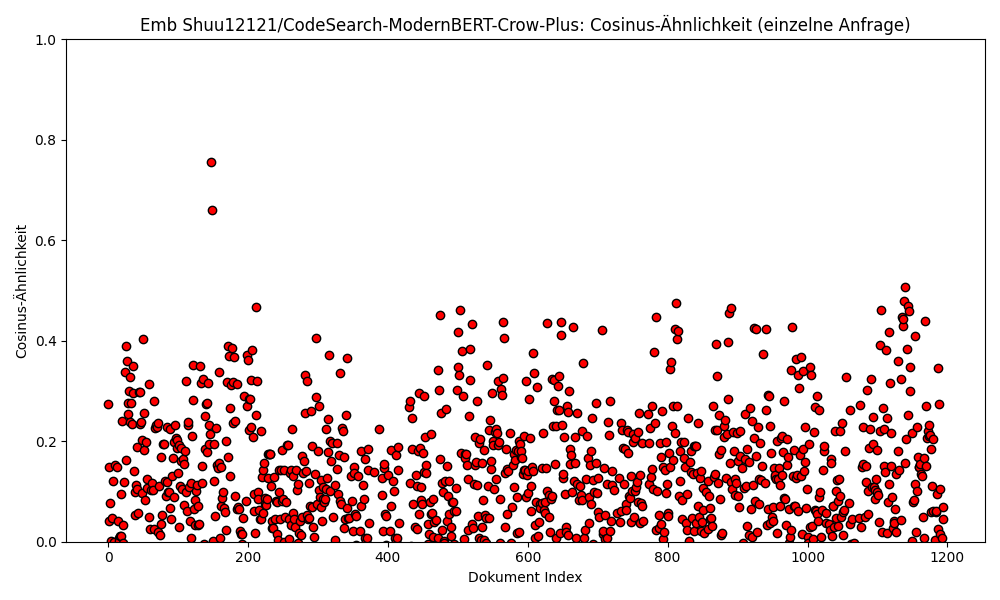 Emb Shuu12121/CodeSearch-ModernBERT-Crow-Plus: Cosinus-Ähnlichkeit (einzelne Anfrage)
1.0
0.8
0.6
0.4
0.2
0.0
Cosinus-Ähnlichkeit
0 200 400 600 800 1000 1200
Dokument Index